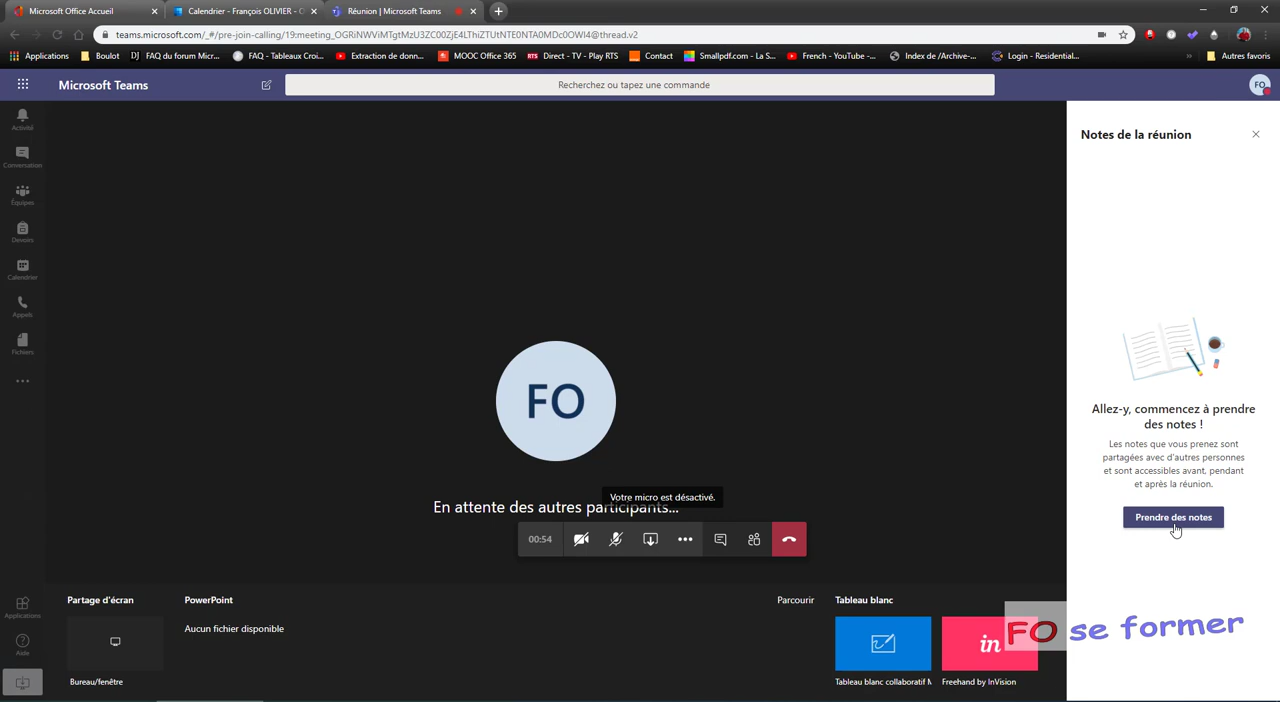 Microsoft Office Accueil
Calendrier - François OLIVIER - O
Réunion | Microsoft Teams
teams.microsoft.com/_#/pre-join-calling/19:meeting_OGRiNWViMTgtMzU3ZC00ZjE4LThiZTUtNTE0NTA0MDc0OWI4@thread.v2
Applications
Boulot
FAQ du forum Micr...
FAQ - Tableaux Croi...
Extraction de donn...
MOOC Office 365
RTS Direct - TV - Play RTS
Contact
Smallpdf.com - La S...
French - YouTube -...
Index de /Archive-...
Login - Residential...
»
Autres favoris
Microsoft Teams
Recherchez ou tapez une commande
FO
Activité
Conversation
Équipes
Devoirs
Calendrier
Appels
Fichiers
Applications
Aide
FO
En attente des autres participants...
Votre micro est désactivé.
00:54
Partage d'écran
Bureau/fenêtre
PowerPoint
Aucun fichier disponible
Parcourir
Tableau blanc
Tableau blanc collaboratif M
in
Freehand by InVision
Notes de la réunion
Allez-y, commencez à prendre
des notes !
Les notes que vous prenez sont
partagées avec d'autres personnes
et sont accessibles avant, pendant
et après la réunion.
Prendre des notes
FO se former